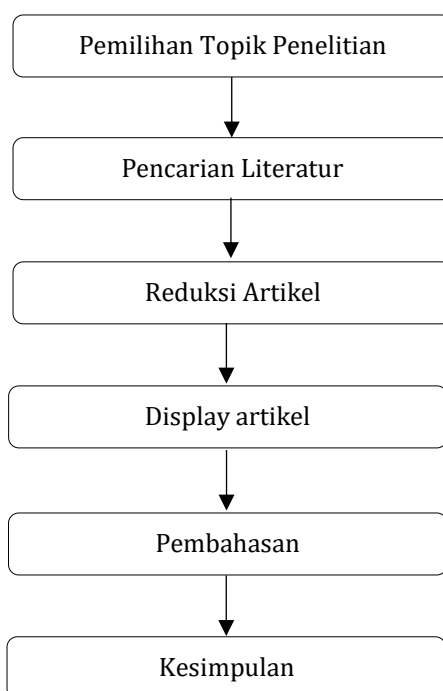 Pemilihan Topik Penelitian
Pencarian Literatur
Reduksi Artikel
Display artikel
Pembahasan
Kesimpulan